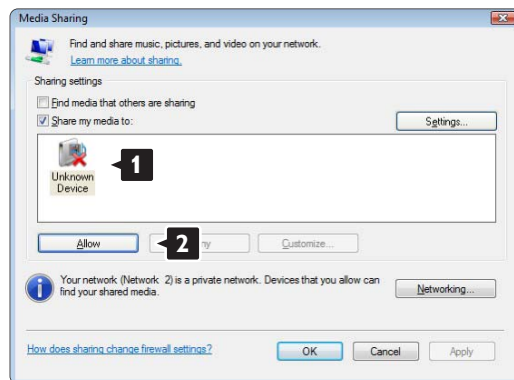 Media Sharing
Find and share music, pictures, and video on your network.
Learn more about sharing.
Sharing settings
Find media that others are sharing
Share my media to:
Settings...
Unknown
Device
1
Allow
2
ny
Customize...
Your network (Network 2) is a private network. Devices that you allow can
find your shared media.
Networking...
How does sharing change firewall settings?
OK
Cancel
Apply